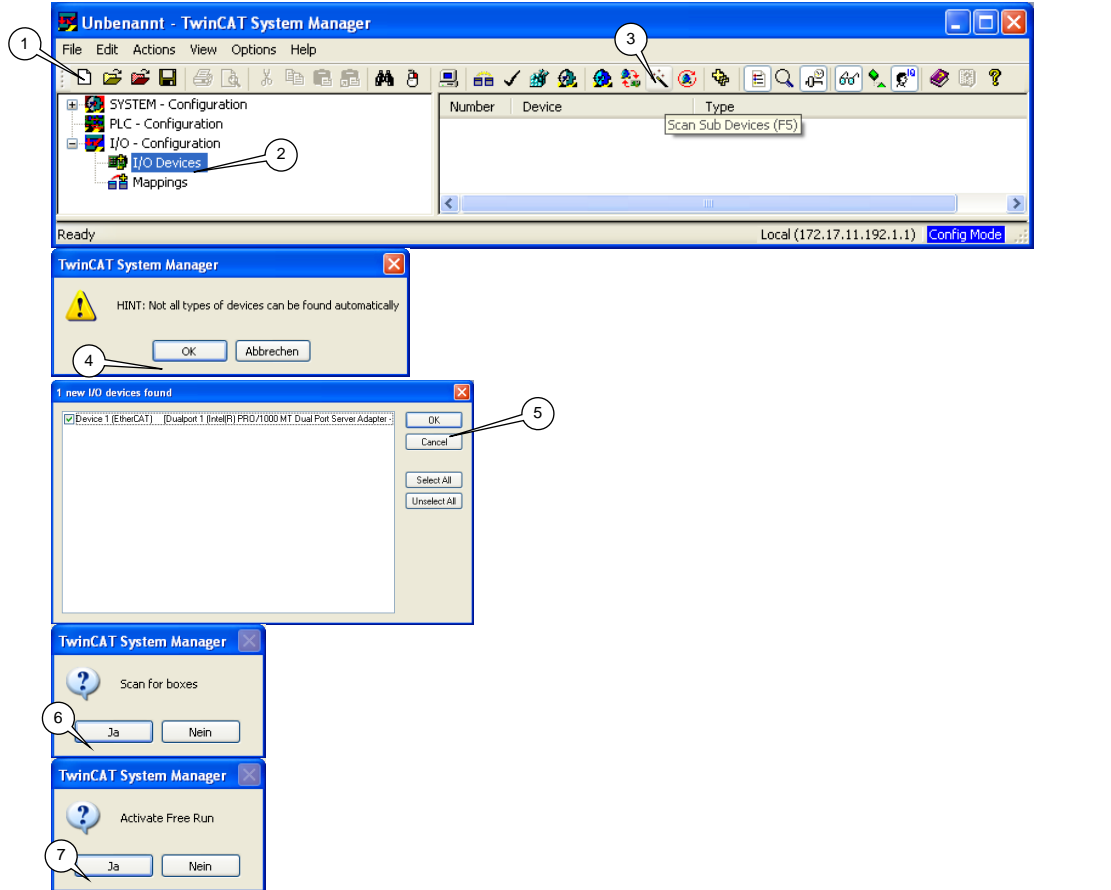 Unbenannt - TwinCAT System Manager
1
3
File Edit Actions View Options Help
SYSTEM - Configuration
PLC - Configuration
I/O - Configuration
I/O Devices
Mappings
2
Number Device Type
Scan Sub Devices (F5)
Ready Local (172.17.11.192.1.1) Config Mode
TwinCAT System Manager
HINT: Not all types of devices can be found automatically
OK Abbrechen
4
1 new I/O devices found
Device 1 (EtherCAT) [Dualport 1 (Intel(R) PRO/1000 MT Dual Port Server Adapter -
OK
Cancel
Select All
Unselect All
5
TwinCAT System Manager
Scan for boxes
6
Ja Nein
TwinCAT System Manager
Activate Free Run
7
Ja Nein